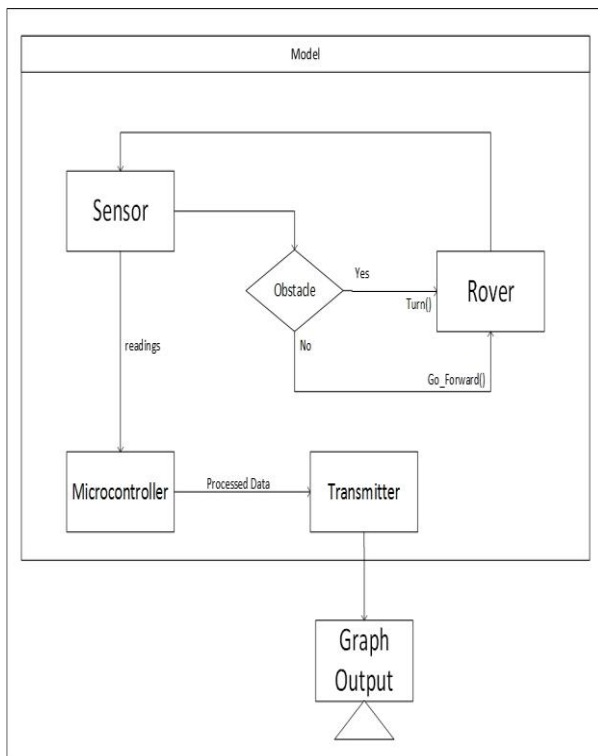 Model
Sensor
Obstacle
Yes
Turn()
Rover
No
Go_Forward()
readings
Microcontroller
Processed Data
Transmitter
Graph
Output